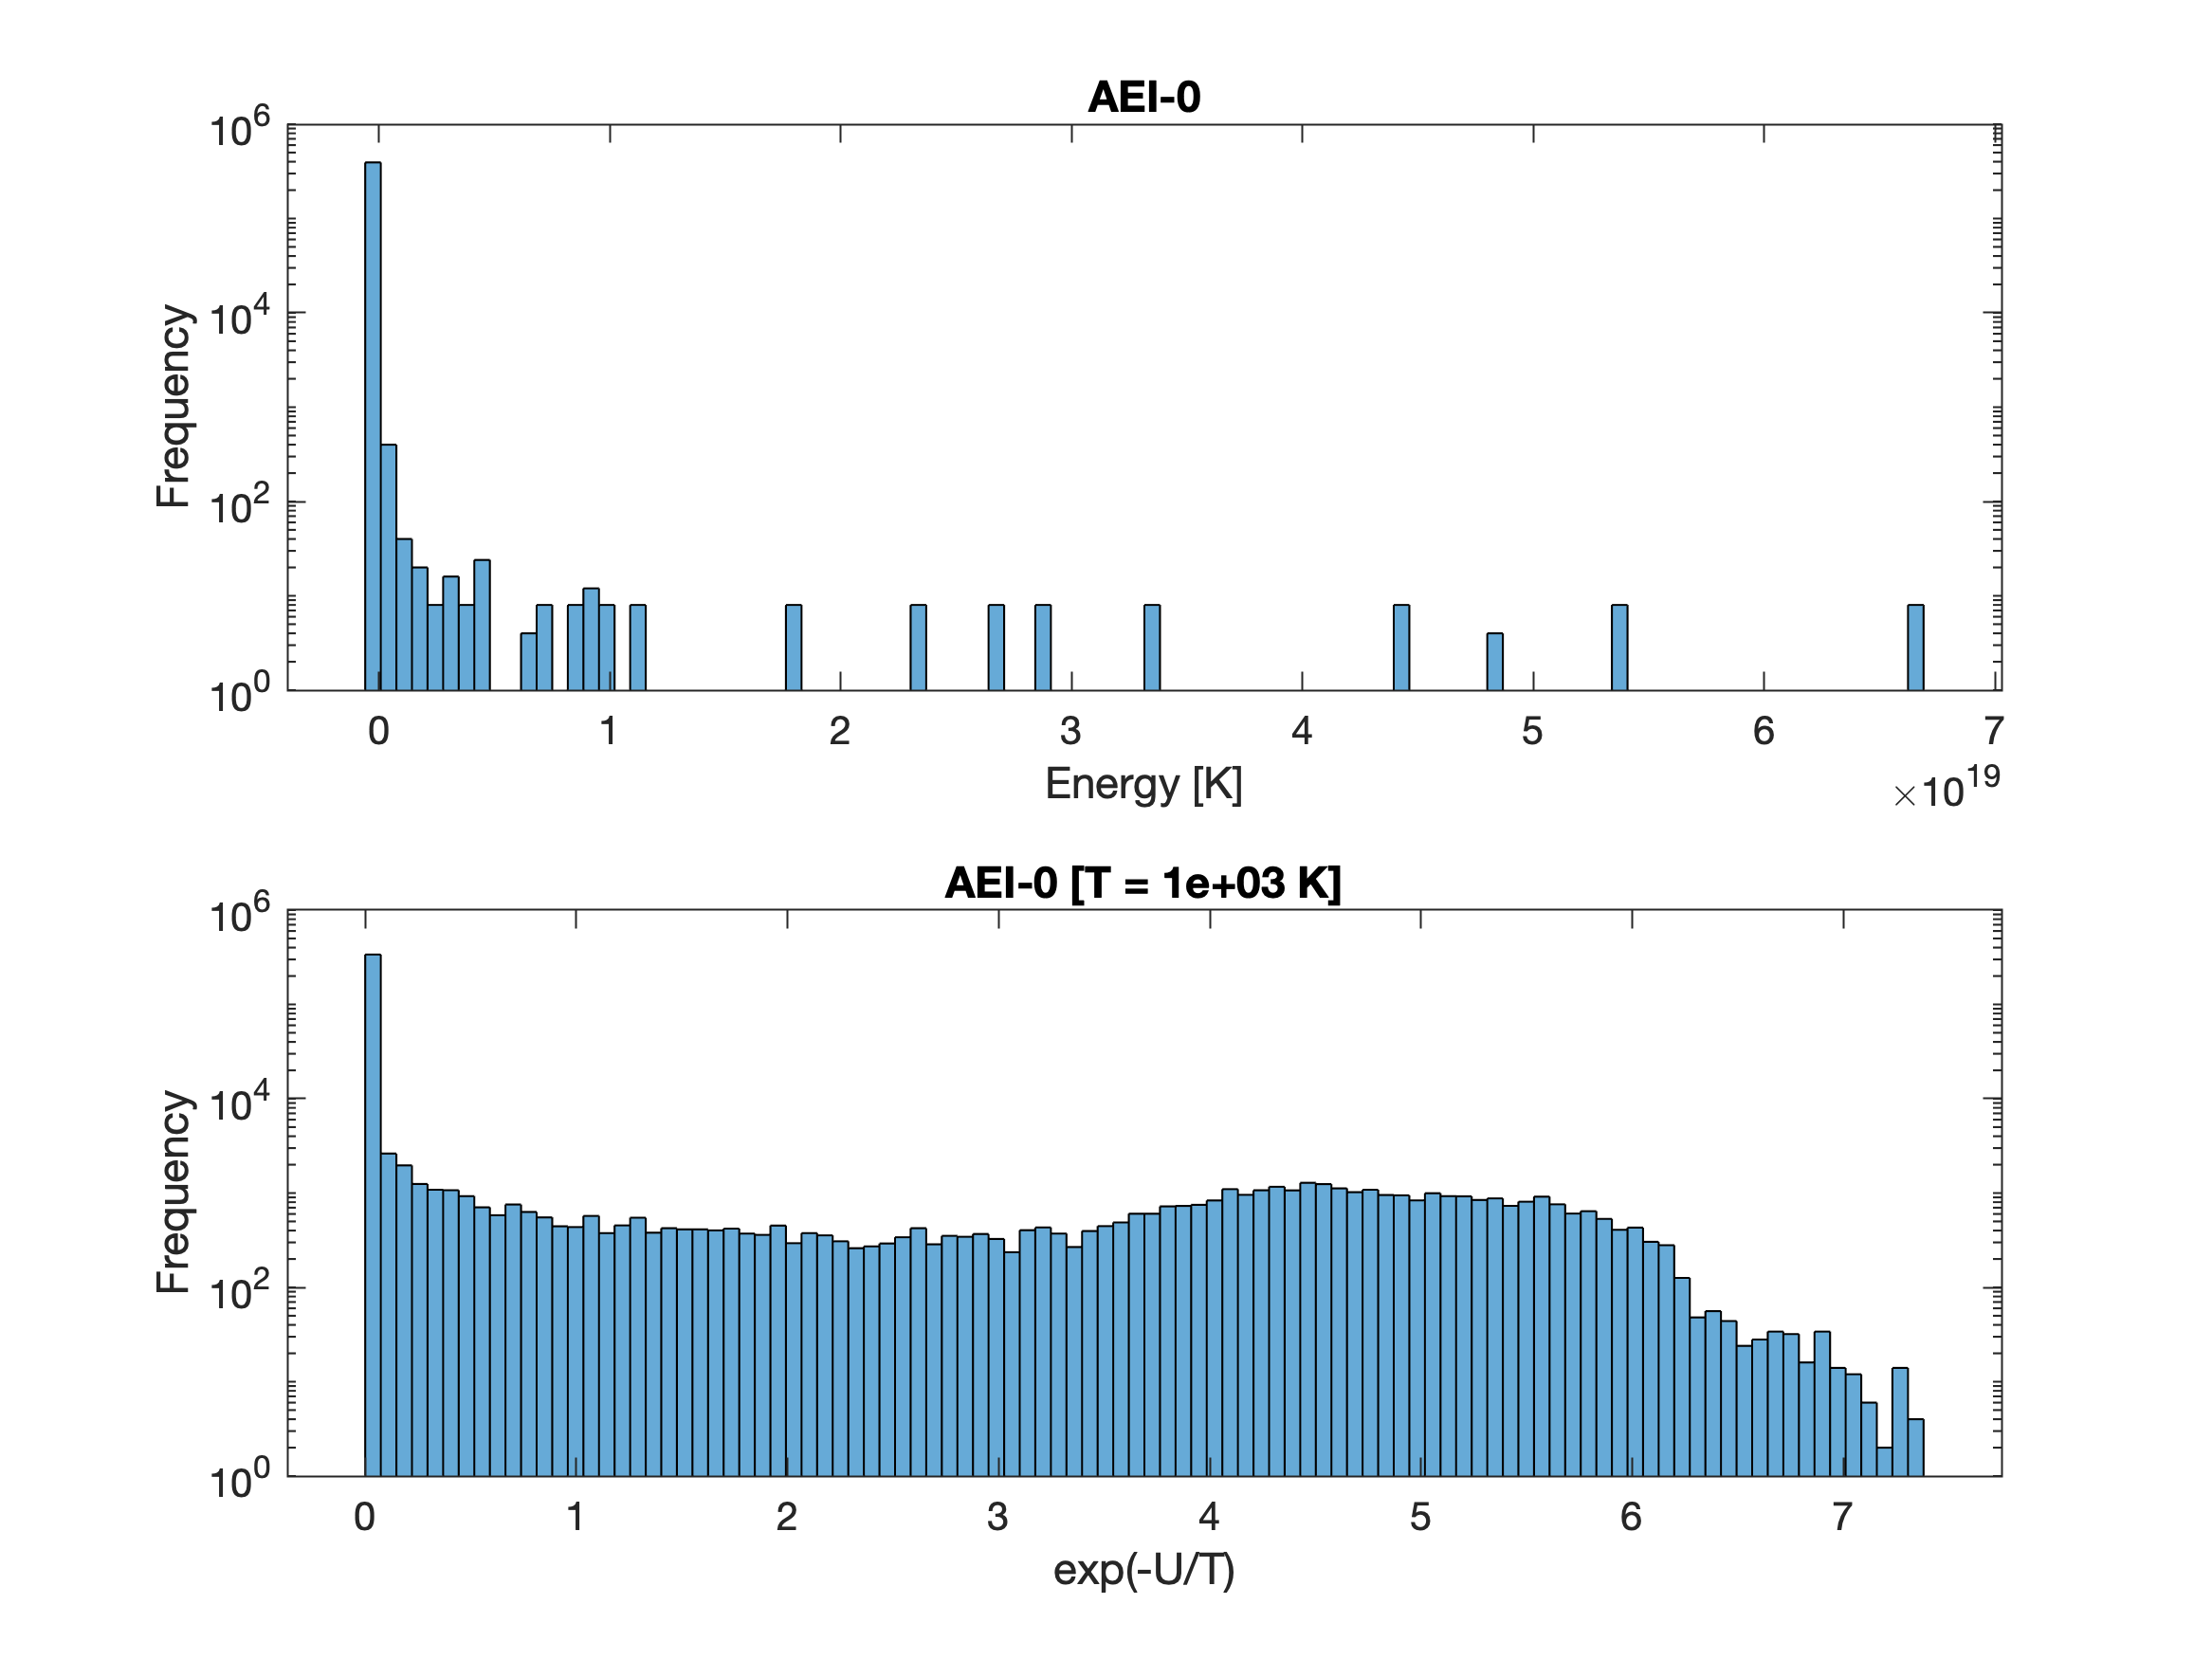 AEI-0
10^6
10^4
10^2
10^0
Frequency
0 1 2 3 4 5 6 7
Energy [K]
×10^19
AEI-0 [T = 1e+03 K]
10^6
10^4
10^2
10^0
Frequency
0 1 2 3 4 5 6 7
exp(-U/T)